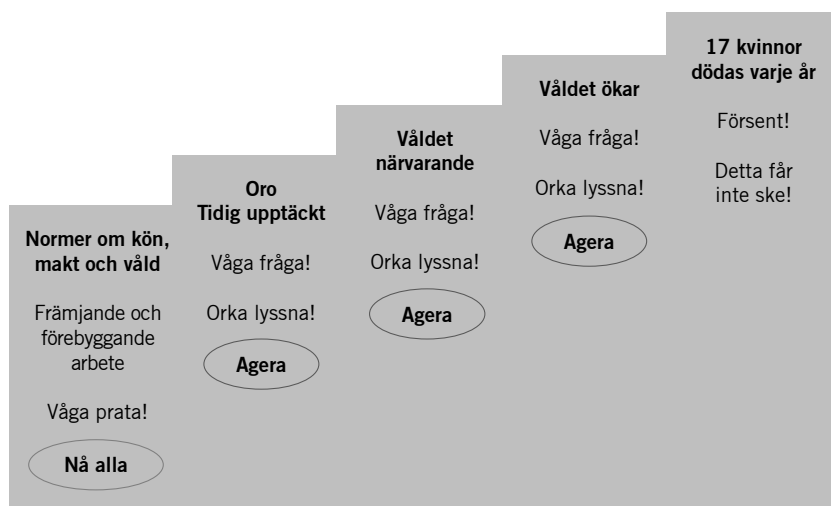 Normer om kön,
makt och våld
Främjande och
förebyggande
arbete
Våga prata!
Nå alla
Oro
Tidig upptäckt
Våga fråga!
Orka lyssna!
Agera
Våldet
närvarande
Våga fråga!
Orka lyssna!
Agera
Våldet ökar
Våga fråga!
Orka lyssna!
Agera
17 kvinnor
dödas varje år
Försent!
Detta får
inte ske!